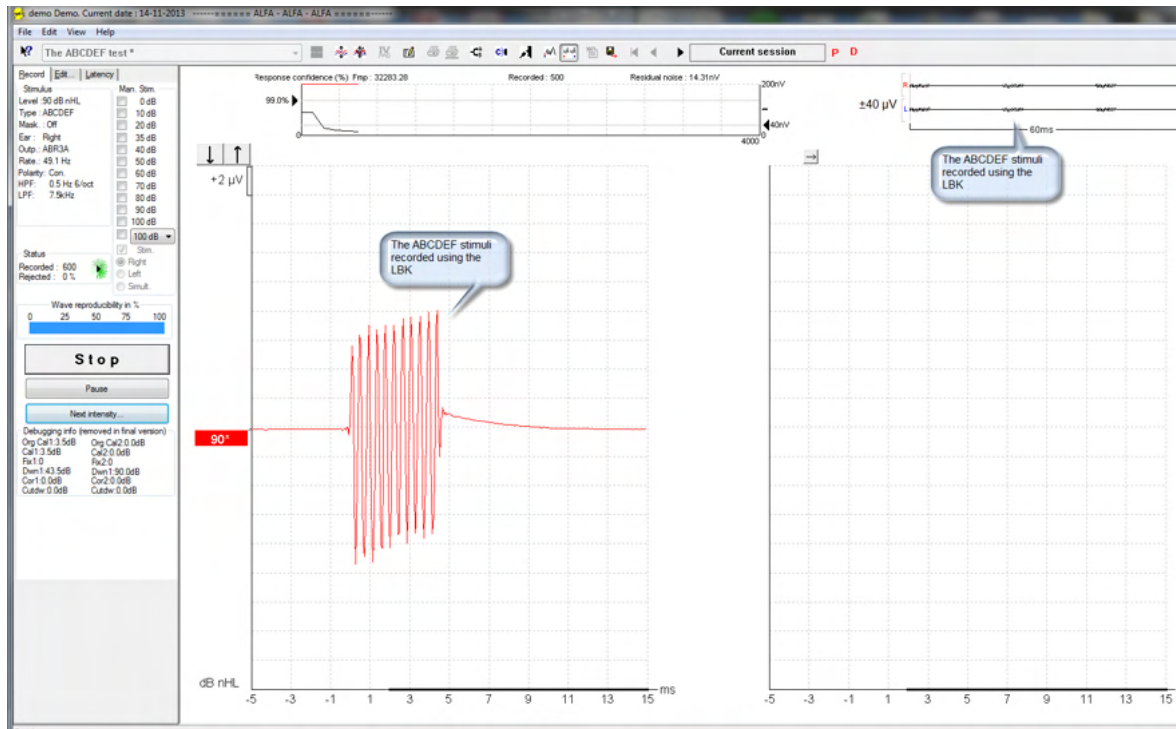 demo Demo. Current date : 14-11-2013 ------====== ALFA - ALFA - ALFA ======------
File Edit View Help
The ABCDEF test *
Current session
P D
Record Edit... Latency
Stimulus
Level : 90 dB nHL
Type : ABCDEF
Mask. : Off
Ear : Right
Outp.: ABR3A
Rate.: 49.1 Hz
Polarity: Con.
HPF: 0.5 Hz 6/oct
LPF: 7.5kHz
Man. Stim.
0 dB
10 dB
20 dB
35 dB
40 dB
50 dB
60 dB
70 dB
80 dB
90 dB
100 dB
100 dB
Stim.
Right
Left
Simult.
Status
Recorded : 600
Rejected : 0 %
Wave reproducibility in %
0 25 50 75 100
Stop
Pause
Next intensity...
Debugging info (removed in final version)
Org Cal1:3.5dB Org Cal2:0.0dB
Cal1:3.5dB Cal2:0.0dB
Fix1:0 Fix2:0
Dwn1:43.5dB Dwn1:90.0dB
Cor1:0.0dB Cor2:0.0dB
Cutdw:0.0dB Cutdw:0.0dB
Response confidence (%) Fmp : 32283.28 Recorded : 500 Residual noise : 14.31nV
99.0%
0
200nV
40nV
0
4000
±40 µV
R
L
60ms
The ABCDEF stimuli
recorded using the
LBK
+2 µV
The ABCDEF stimuli
recorded using the
LBK
90*
dB nHL
-5 -3 -1 1 3 5 7 9 11 13 15 ms
-5 -3 -1 1 3 5 7 9 11 13 15